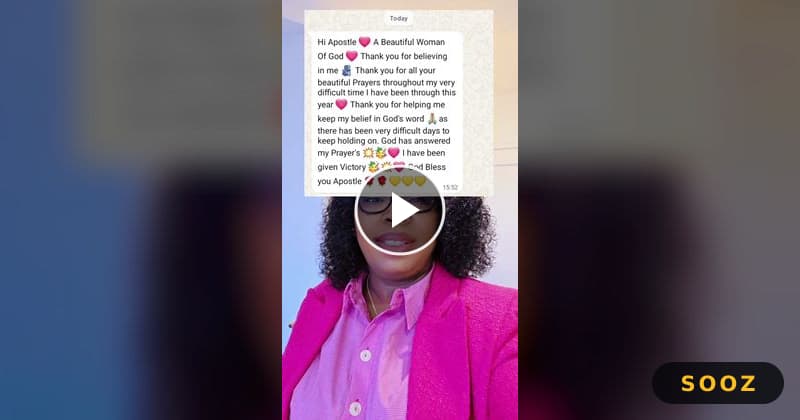 Today
Hi Apostle 💗 A Beautiful Woman
Of God 💗 Thank you for believing
in me 🫂 Thank you for all your
beautiful Prayers throughout my very
difficult time I have been through this
year 💗 Thank you for helping me
keep my belief in God's word 🙏🏼 as
there has been very difficult days to
keep holding on. God has answered
my Prayer's 💥💐💗 I have been
given Victory 💐💥💗 God Bless
you Apostle 🌹🌹💛💛💛
15:52
SOOZ